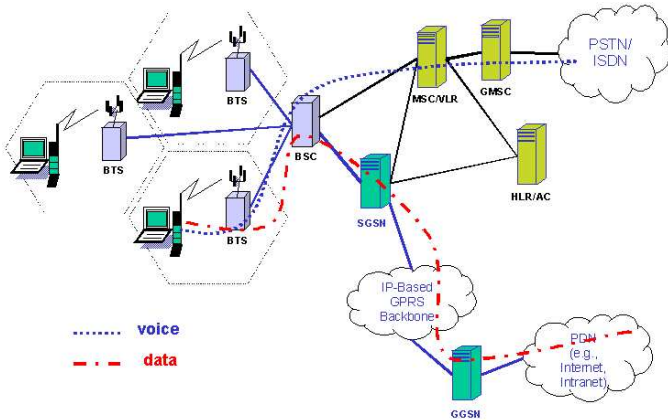 PSTN/
ISDN
BTS
MSC/VLR
GMSC
BTS
BSC
HLR/AC
BTS
SGSN
IP-Based
GPRS
Backbone
voice
data
PDN
(e.g.,
Internet,
Intranet)
GGSN